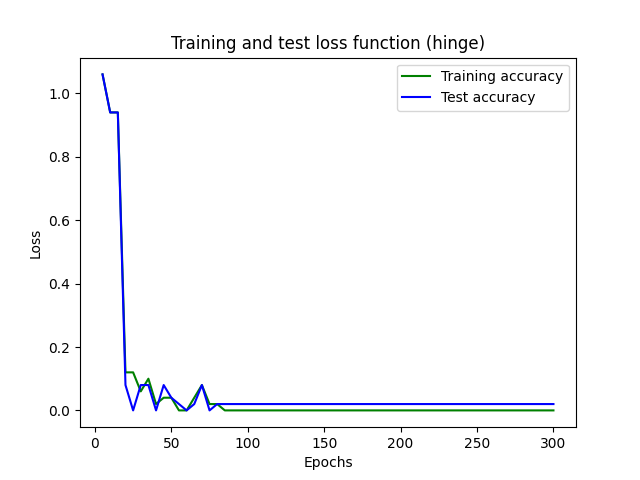 Training and test loss function (hinge)
Training accuracy
Test accuracy
Loss
1.0
0.8
0.6
0.4
0.2
0.0
0 50 100 150 200 250 300
Epochs